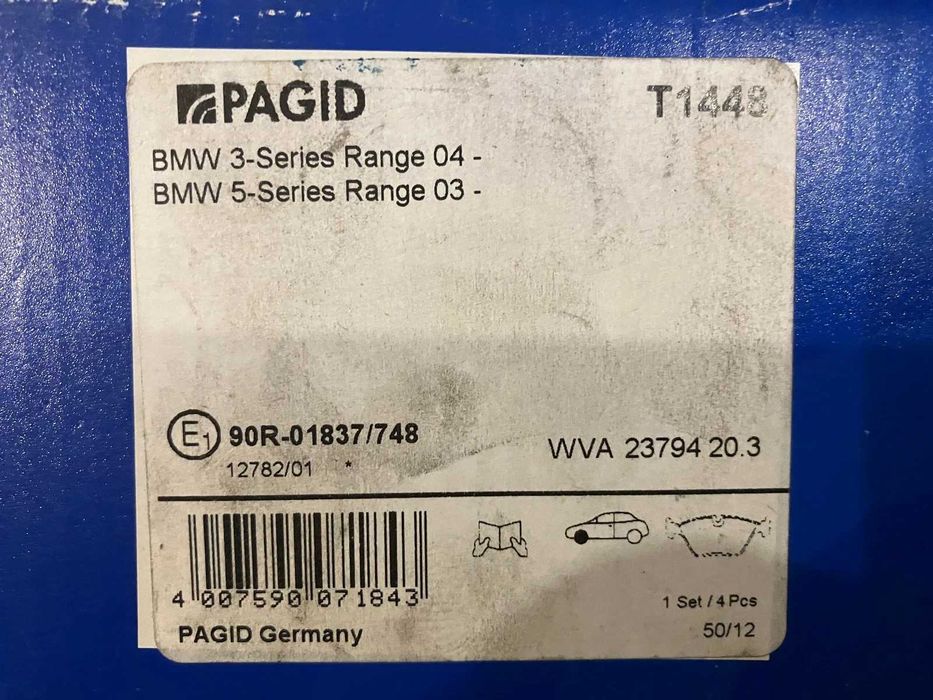 PAGID T1448
BMW 3-Series Range 04 -
BMW 5-Series Range 03 -
E1 90R-01837/748
12782/01 *
WVA 23794 20.3
4 007590 071843
1 Set / 4 Pcs
PAGID Germany
50/12